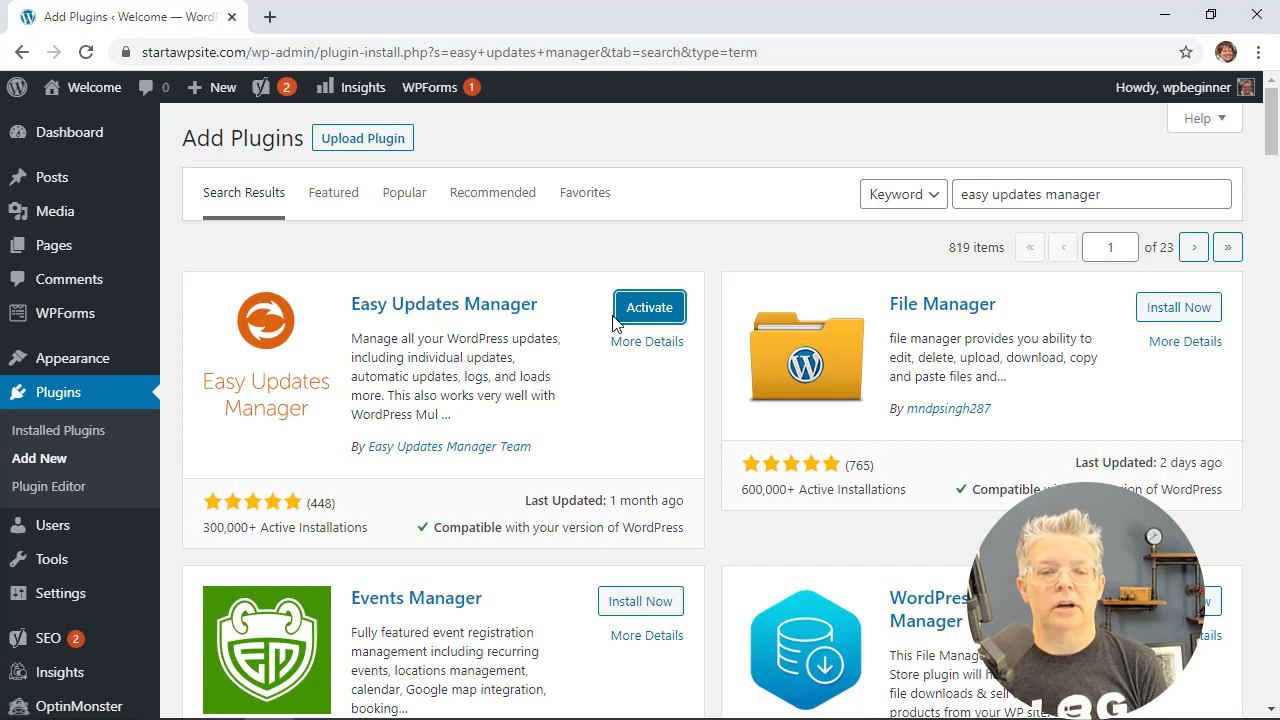 Add Plugins ‹ Welcome — WordP
startawpsite.com/wp-admin/plugin-install.php?s=easy+updates+manager&tab=search&type=term
Welcome 0 New 2 Insights WPForms 1 Howdy, wpbeginner
Dashboard
Posts
Media
Pages
Comments
WPForms
Appearance
Plugins
Installed Plugins
Add New
Plugin Editor
Users
Tools
Settings
SEO 2
Insights
OptinMonster
Help
Add Plugins Upload Plugin
Search Results Featured Popular Recommended Favorites Keyword easy updates manager
819 items « ‹ 1 of 23 › »
Easy Updates
Manager
Easy Updates Manager
Activate
More Details
Manage all your WordPress updates,
including individual updates,
automatic updates, logs, and loads
more. This also works very well with
WordPress Mul ...
By Easy Updates Manager Team
(448)
Last Updated: 1 month ago
300,000+ Active Installations
Compatible with your version of WordPress
File Manager
Install Now
More Details
file manager provides you ability to
edit, delete, upload, download, copy
and paste files and...
By mndpsingh287
(765)
Last Updated: 2 days ago
600,000+ Active Installations
Compatible with version of WordPress
EM
Events Manager
Install Now
More Details
Fully featured event registration
management including recurring
events, locations management,
calendar, Google map integration,
booking...
WordPress
Manager
This File Manag
Store plugin will h
file downloads & sell
products from your WP site.